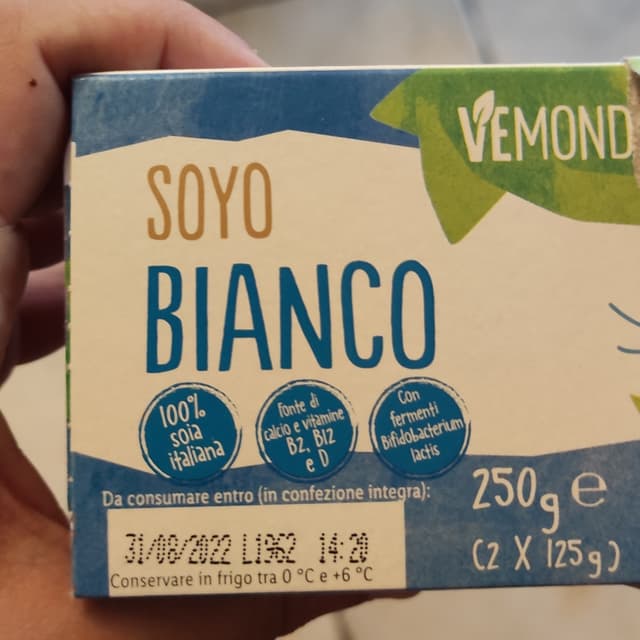 VEMOND
SOYO
BIANCO
100%
soia
italiana
Fonte di
calcio e vitamine
B2, B12
e D
Con
fermenti
Bifidobacterium
lactis
Da consumare entro (in confezione integra):
31/08/2022 L1962 14:20
Conservare in frigo tra 0 °C e +6 °C
250g e
(2 X 125g)